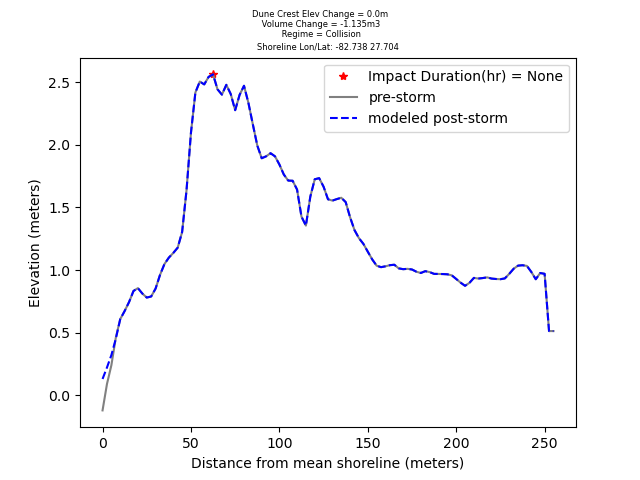 Dune Crest Elev Change = 0.0m
Volume Change = -1.135m3
Regime = Collision
Shoreline Lon/Lat: -82.738 27.704
Impact Duration(hr) = None
pre-storm
modeled post-storm
Elevation (meters)
2.5
2.0
1.5
1.0
0.5
0.0
0 50 100 150 200 250
Distance from mean shoreline (meters)